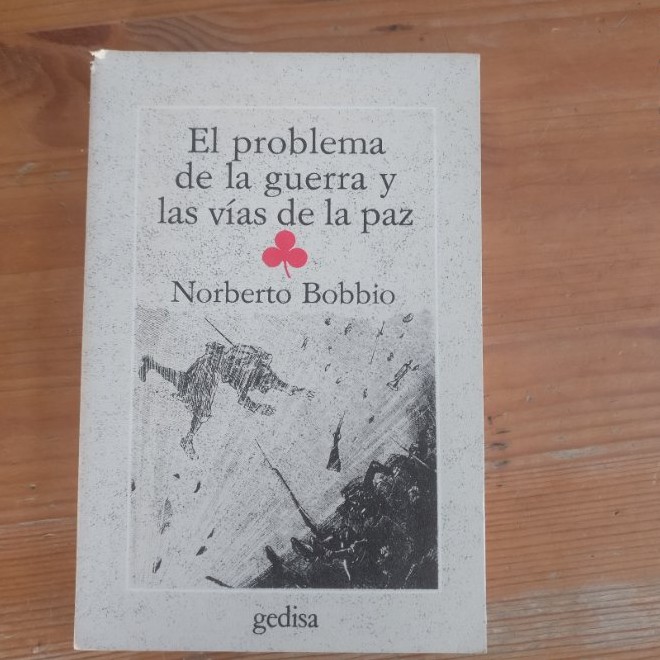 El problema
de la guerra y
las vías de la paz
Norberto Bobbio
gedisa